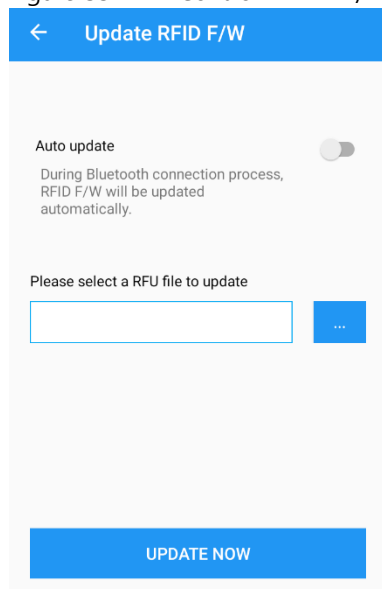 Update RFID F/W
Auto update
During Bluetooth connection process,
RFID F/W will be updated
automatically.
Please select a RFU file to update
...
UPDATE NOW